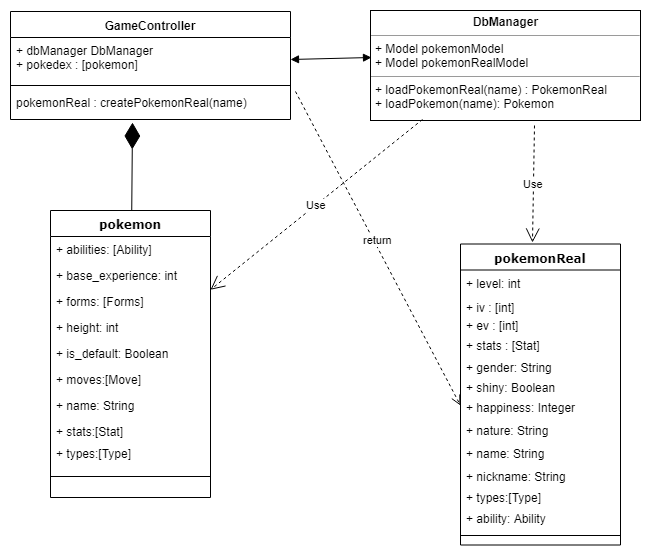 GameController
+ dbManager DbManager
+ pokedex : [pokemon]
pokemonReal : createPokemonReal(name)
DbManager
+ Model pokemonModel
+ Model pokemonRealModel
+ loadPokemonReal(name) : PokemonReal
+ loadPokemon(name): Pokemon
Use
Use
return
pokemon
+ abilities: [Ability]
+ base_experience: int
+ forms: [Forms]
+ height: int
+ is_default: Boolean
+ moves:[Move]
+ name: String
+ stats:[Stat]
+ types:[Type]
pokemonReal
+ level: int
+ iv : [int]
+ ev : [int]
+ stats : [Stat]
+ gender: String
+ shiny: Boolean
+ happiness: Integer
+ nature: String
+ name: String
+ nickname: String
+ types:[Type]
+ ability: Ability